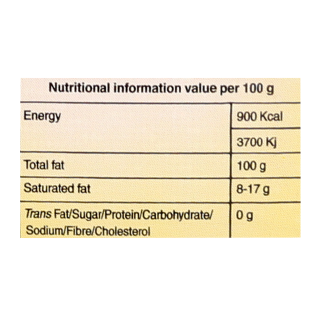 Nutritional information value per 100 g
Energy 900 Kcal
3700 Kj
Total fat 100 g
Saturated fat 8-17 g
Trans Fat/Sugar/Protein/Carbohydrate/ 0 g
Sodium/Fibre/Cholesterol